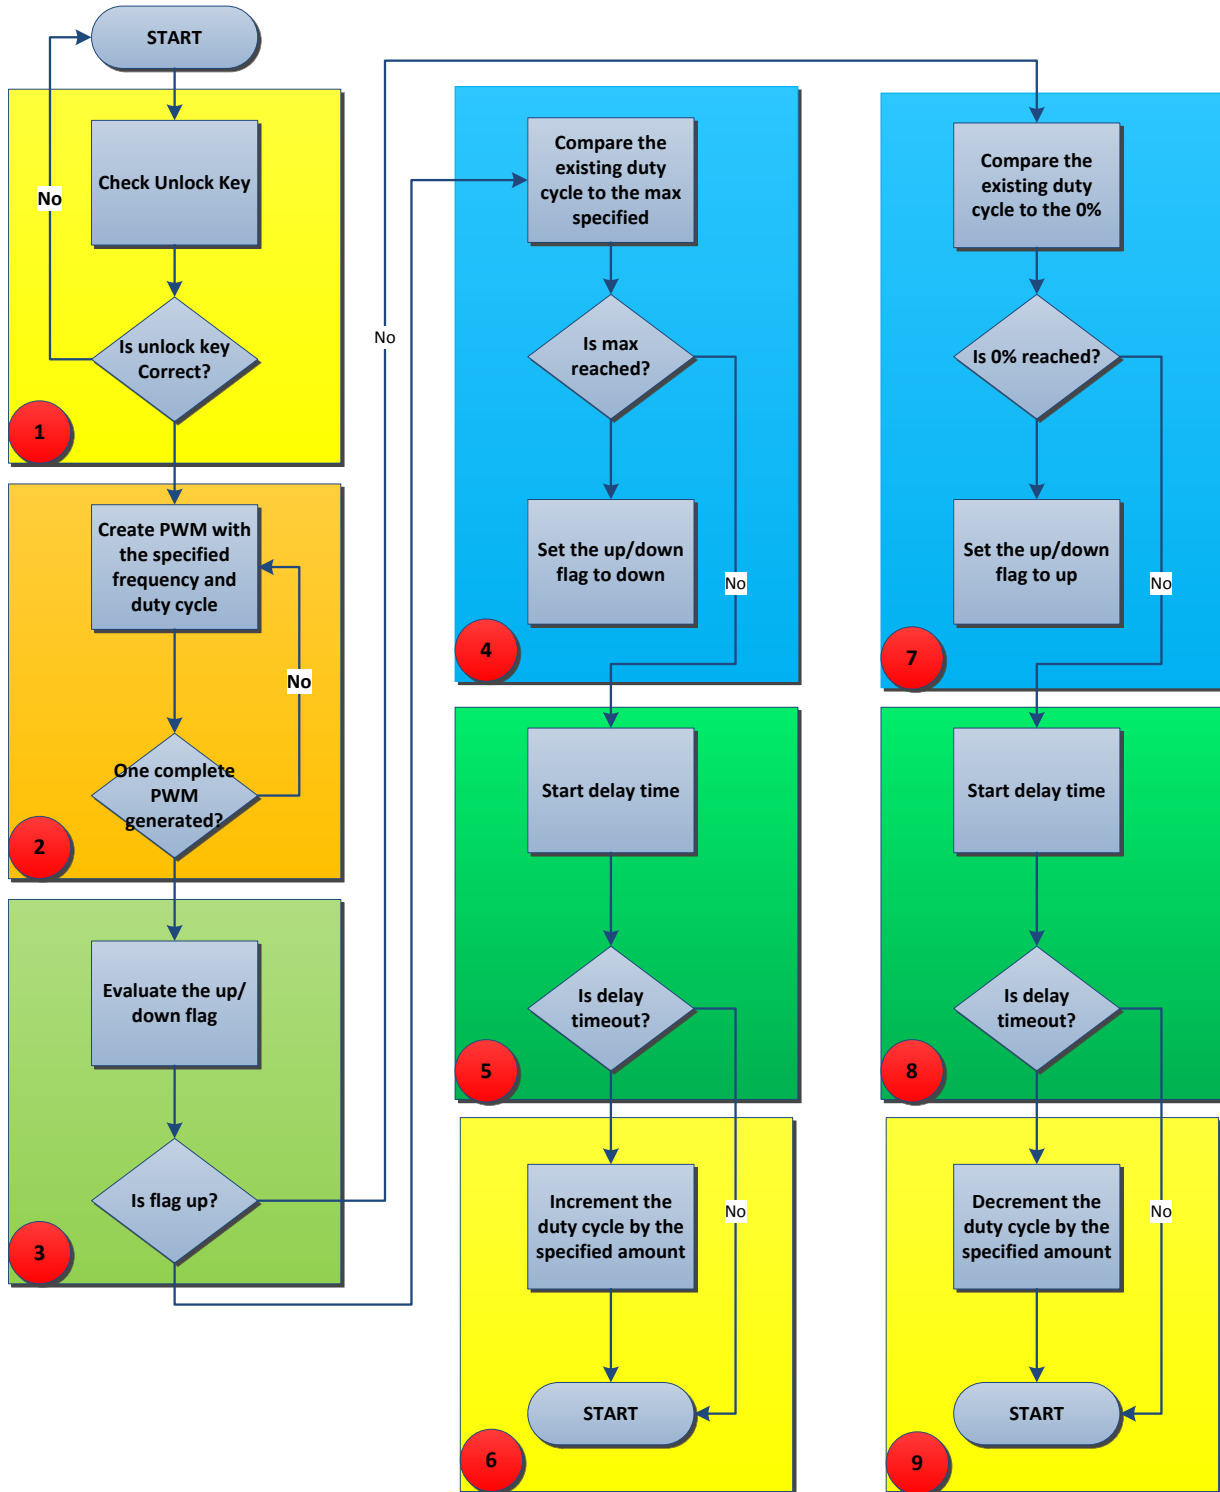 START
Check Unlock Key
No
Is unlock key
Correct?
1
Create PWM with
the specified
frequency and
duty cycle
No
One complete
PWM
generated?
2
Evaluate the up/
down flag
Is flag up?
3
No
Compare the
existing duty
cycle to the max
specified
Is max
reached?
Set the up/down
flag to down
No
4
Start delay time
Is delay
timeout?
5
Increment the
duty cycle by the
specified amount
No
START
6
Compare the
existing duty
cycle to the 0%
Is 0% reached?
Set the up/down
flag to up
No
7
Start delay time
Is delay
timeout?
8
Decrement the
duty cycle by the
specified amount
No
START
9